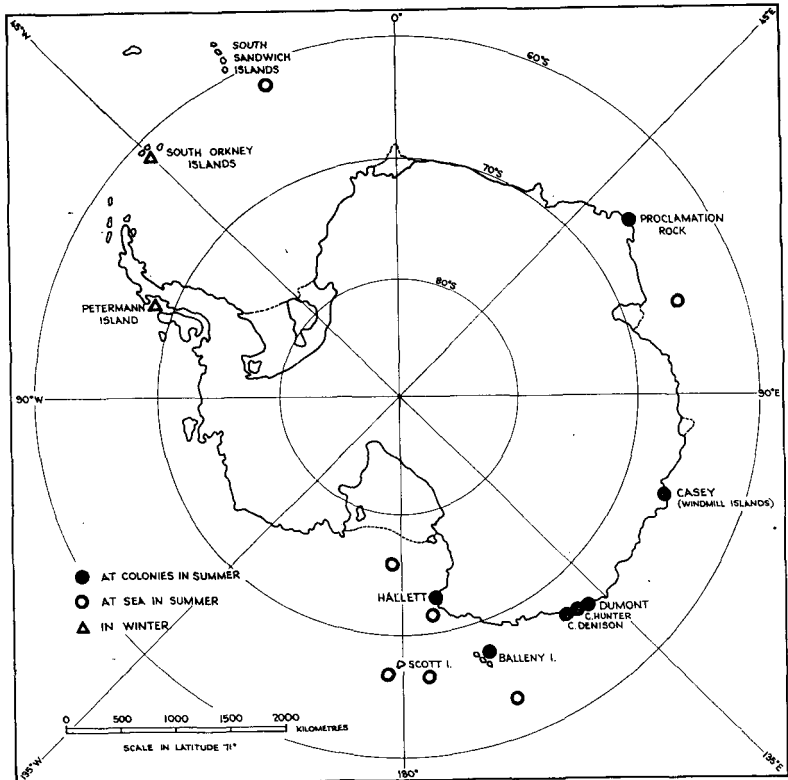 0°
45°W
45°E
SOUTH
SANDWICH
ISLANDS
60°S
SOUTH ORKNEY
ISLANDS
70°S
PROCLAMATION
ROCK
80°S
PETERMANN
ISLAND
90°W
90°E
CASEY
(WINDMILL ISLANDS)
AT COLONIES IN SUMMER
AT SEA IN SUMMER
IN WINTER
HALLETT
DUMONT
C.HUNTER
C.DENISON
BALLENY I.
SCOTT I.
0 500 1000 1500 2000
KILOMETRES
SCALE IN LATITUDE 71°
195°W
180°
195°E